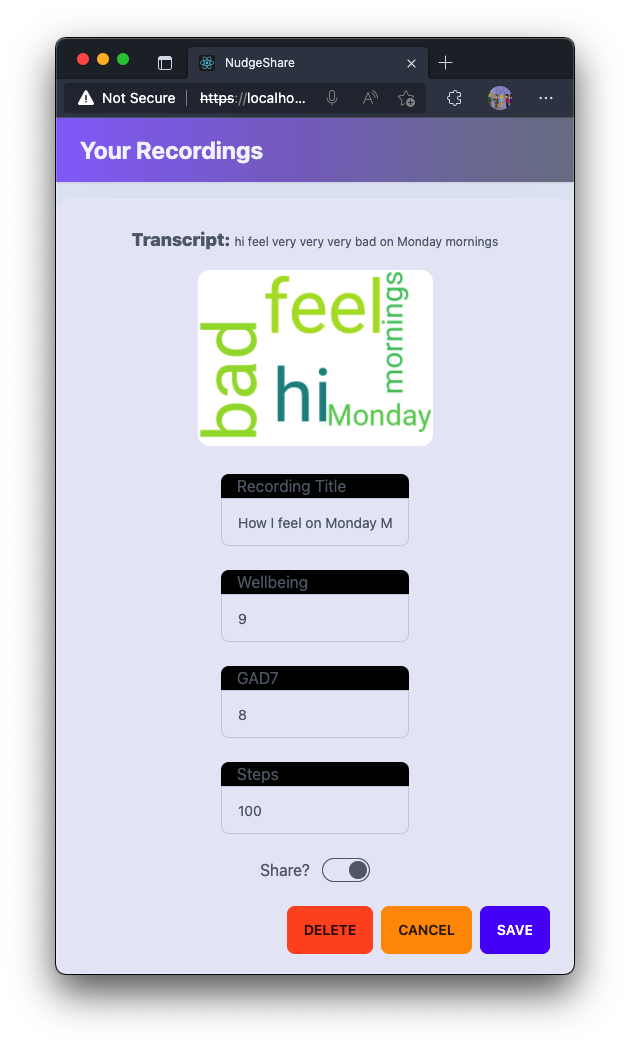 NudgeShare
Not Secure https://localho...
Your Recordings
Transcript: hi feel very very very bad on Monday mornings
feel
mornings
bad
hi
Monday
Recording Title
How I feel on Monday M
Wellbeing
9
GAD7
8
Steps
100
Share?
DELETE CANCEL SAVE